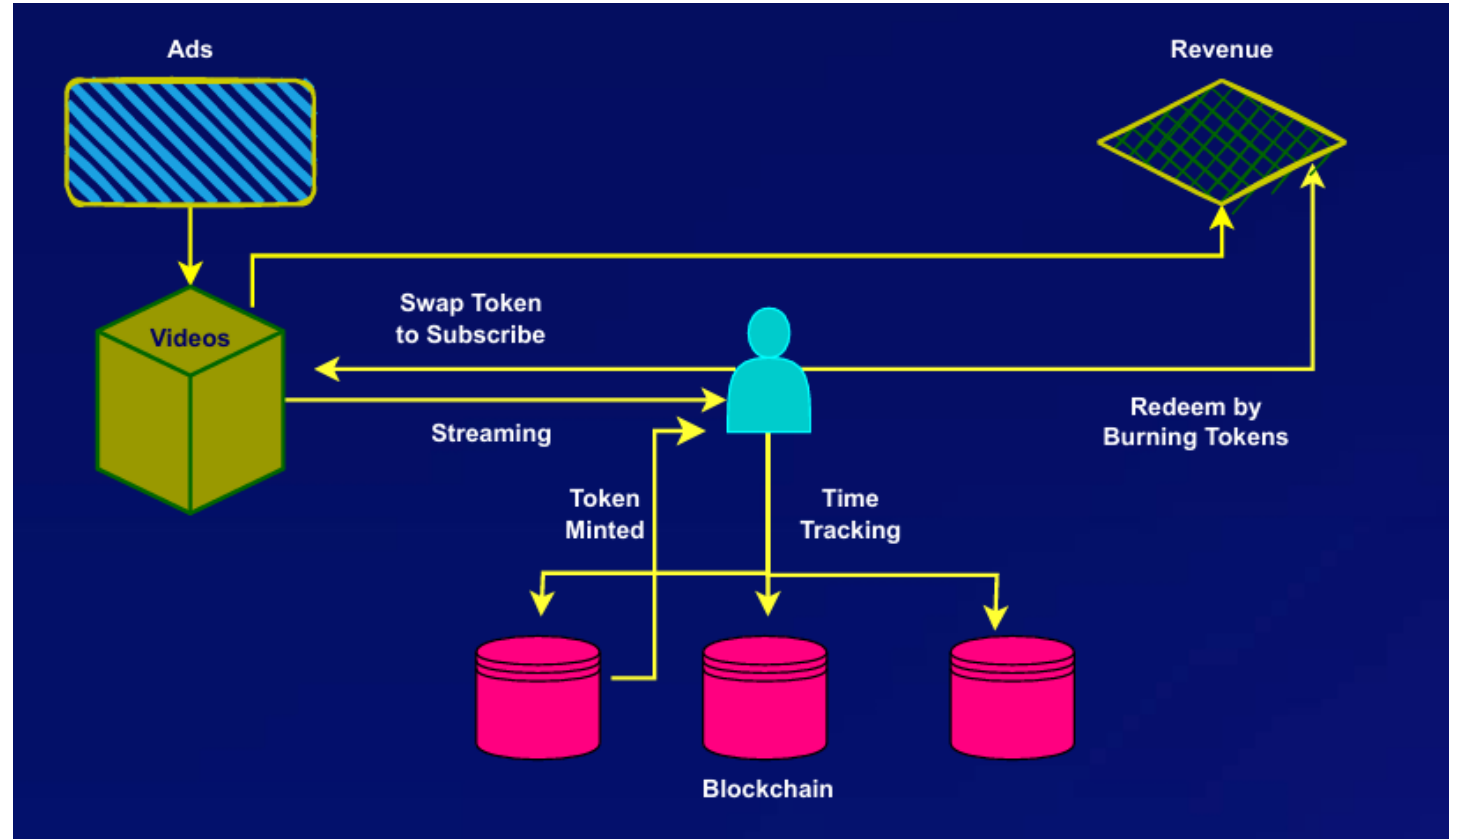 Ads
Revenue
Videos
Swap Token
to Subscribe
Streaming
Redeem by
Burning Tokens
Token
Minted
Time
Tracking
Blockchain